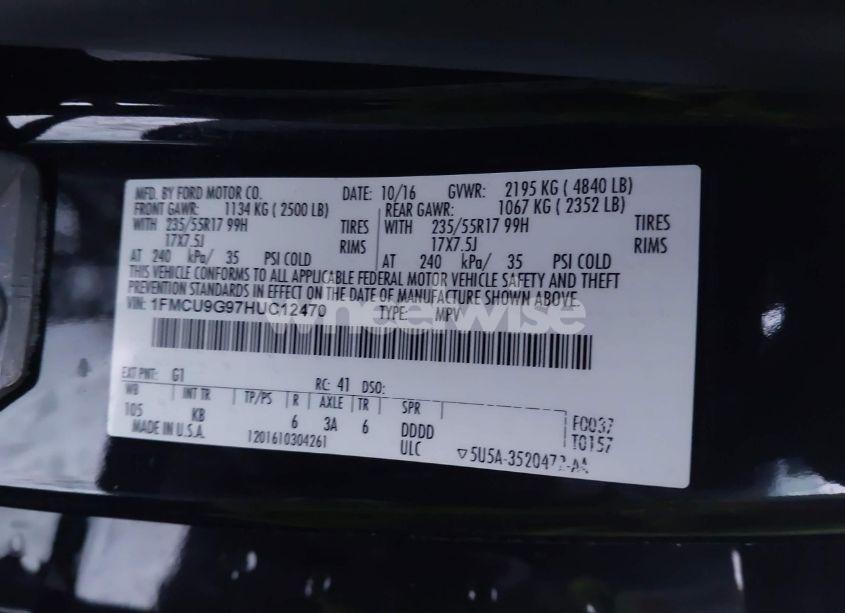 MFD. BY FORD MOTOR CO. DATE: 10/16 GVWR: 2195 KG ( 4840 LB)
FRONT GAWR: 1134 KG ( 2500 LB) REAR GAWR: 1067 KG ( 2352 LB)
WITH 235/55R17 99H TIRES WITH 235/55R17 99H TIRES
17X7.5J RIMS 17X7.5J RIMS
AT 240 kPa/ 35 PSI COLD AT 240 kPa/ 35 PSI COLD
THIS VEHICLE CONFORMS TO ALL APPLICABLE FEDERAL MOTOR VEHICLE SAFETY AND THEFT
PREVENTION STANDARDS IN EFFECT ON THE DATE OF MANUFACTURE SHOWN ABOVE.
VIN: 1FMCU9G97HUC12470 TYPE: MPV
wheelwise
EXT PNT: G1 RC: 41 DSO:
WB INT TR TP/PS R AXLE TR SPR
105 KB 6 3A 6 DDDD F0037
MADE IN U.S.A. 1201610304261 ULC T0157
▽5U5A-3520472-AA